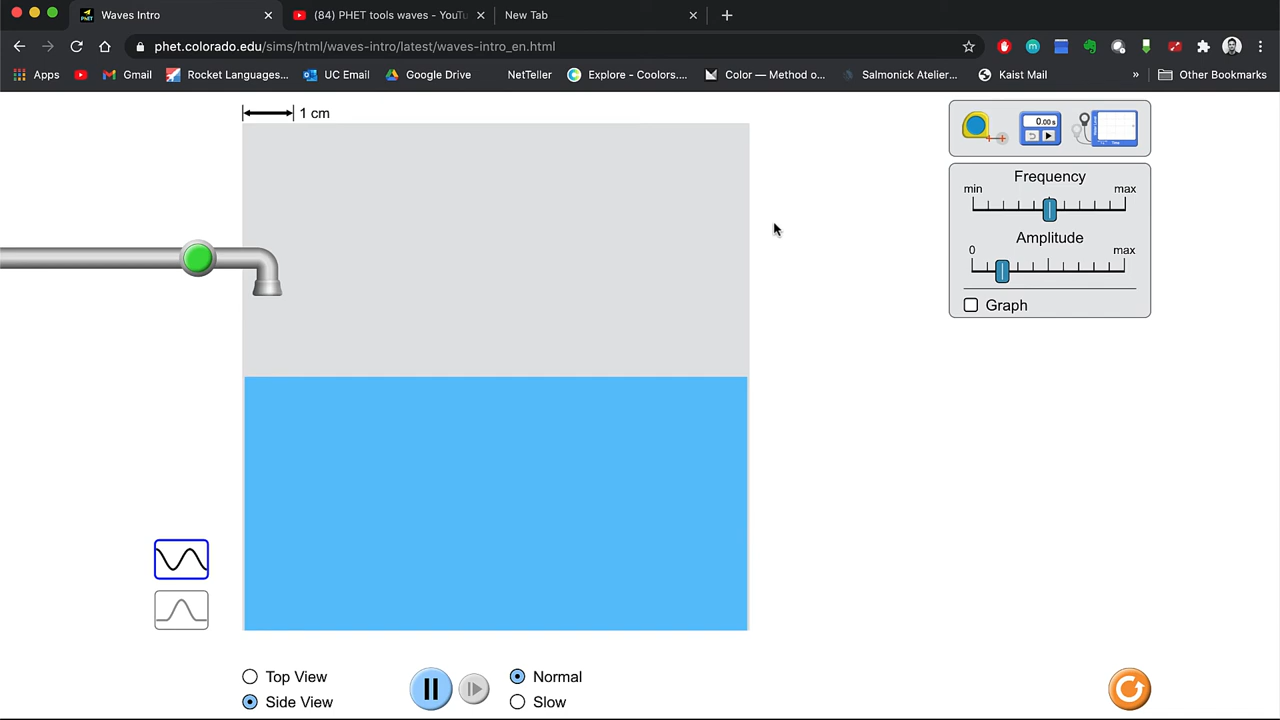 Waves Intro
(84) PHET tools waves - YouTu
New Tab
phet.colorado.edu/sims/html/waves-intro/latest/waves-intro_en.html
Apps
Gmail
Rocket Languages...
UC Email
Google Drive
NetTeller
Explore - Coolors....
Color — Method o...
Salmonick Atelier...
Kaist Mail
»
Other Bookmarks
1 cm
0.00 s
Frequency
min
max
Amplitude
0
max
Graph
Top View
Side View
Normal
Slow